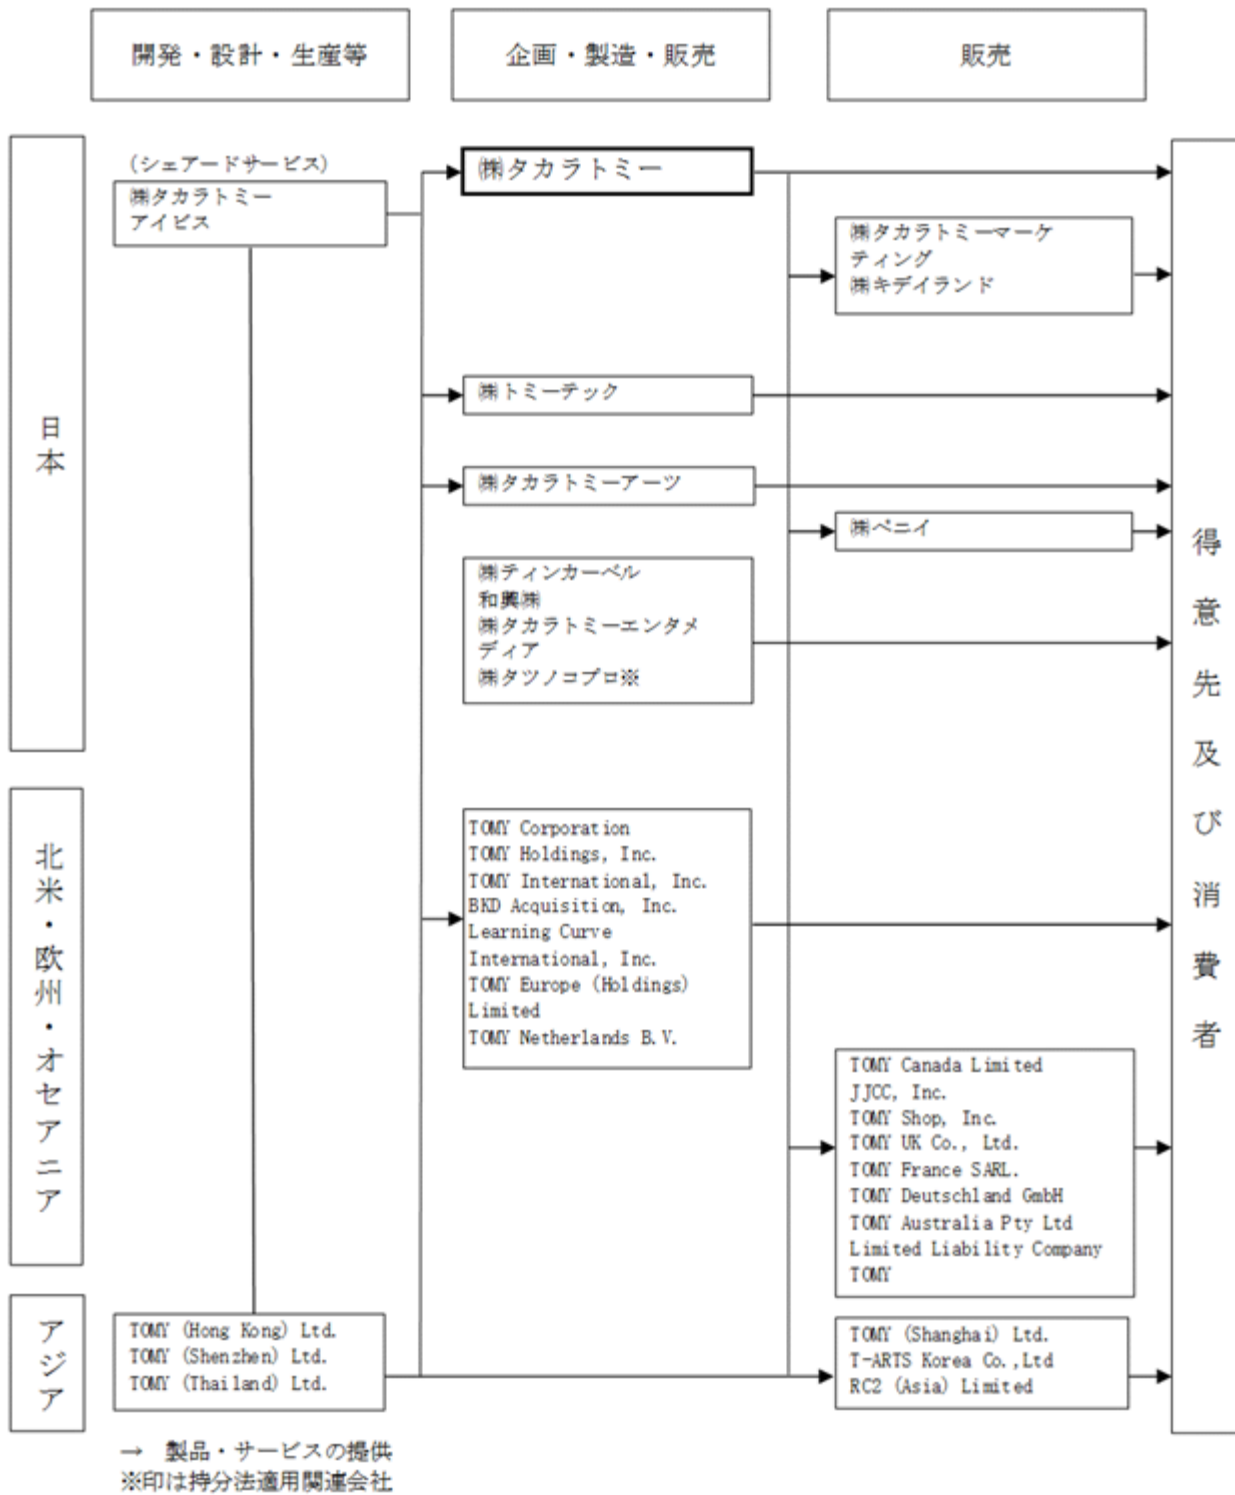 開発・設計・生産等
企画・製造・販売
販売
日本
(シェアードサービス)
㈱タカラトミー
アイビス
㈱タカラトミー
㈱タカラトミーマーケ
ティング
㈱キデイランド
㈱トミーテック
㈱タカラトミーアーツ
㈱ペニイ
㈱ティンカーベル
和興㈱
㈱タカラトミーエンタメ
ディア
㈱タツノコプロ※
得意先及び消費者
北米・欧州・オセアニア
TOMY Corporation
TOMY Holdings, Inc.
TOMY International, Inc.
BKD Acquisition, Inc.
Learning Curve
International, Inc.
TOMY Europe (Holdings)
Limited
TOMY Netherlands B.V.
TOMY Canada Limited
JJCC, Inc.
TOMY Shop, Inc.
TOMY UK Co., Ltd.
TOMY France SARL.
TOMY Deutschland GmbH
TOMY Australia Pty Ltd
Limited Liability Company
TOMY
アジア
TOMY (Hong Kong) Ltd.
TOMY (Shenzhen) Ltd.
TOMY (Thailand) Ltd.
TOMY (Shanghai) Ltd.
T-ARTS Korea Co.,Ltd
RC2 (Asia) Limited
→ 製品・サービスの提供
※印は持分法適用関連会社